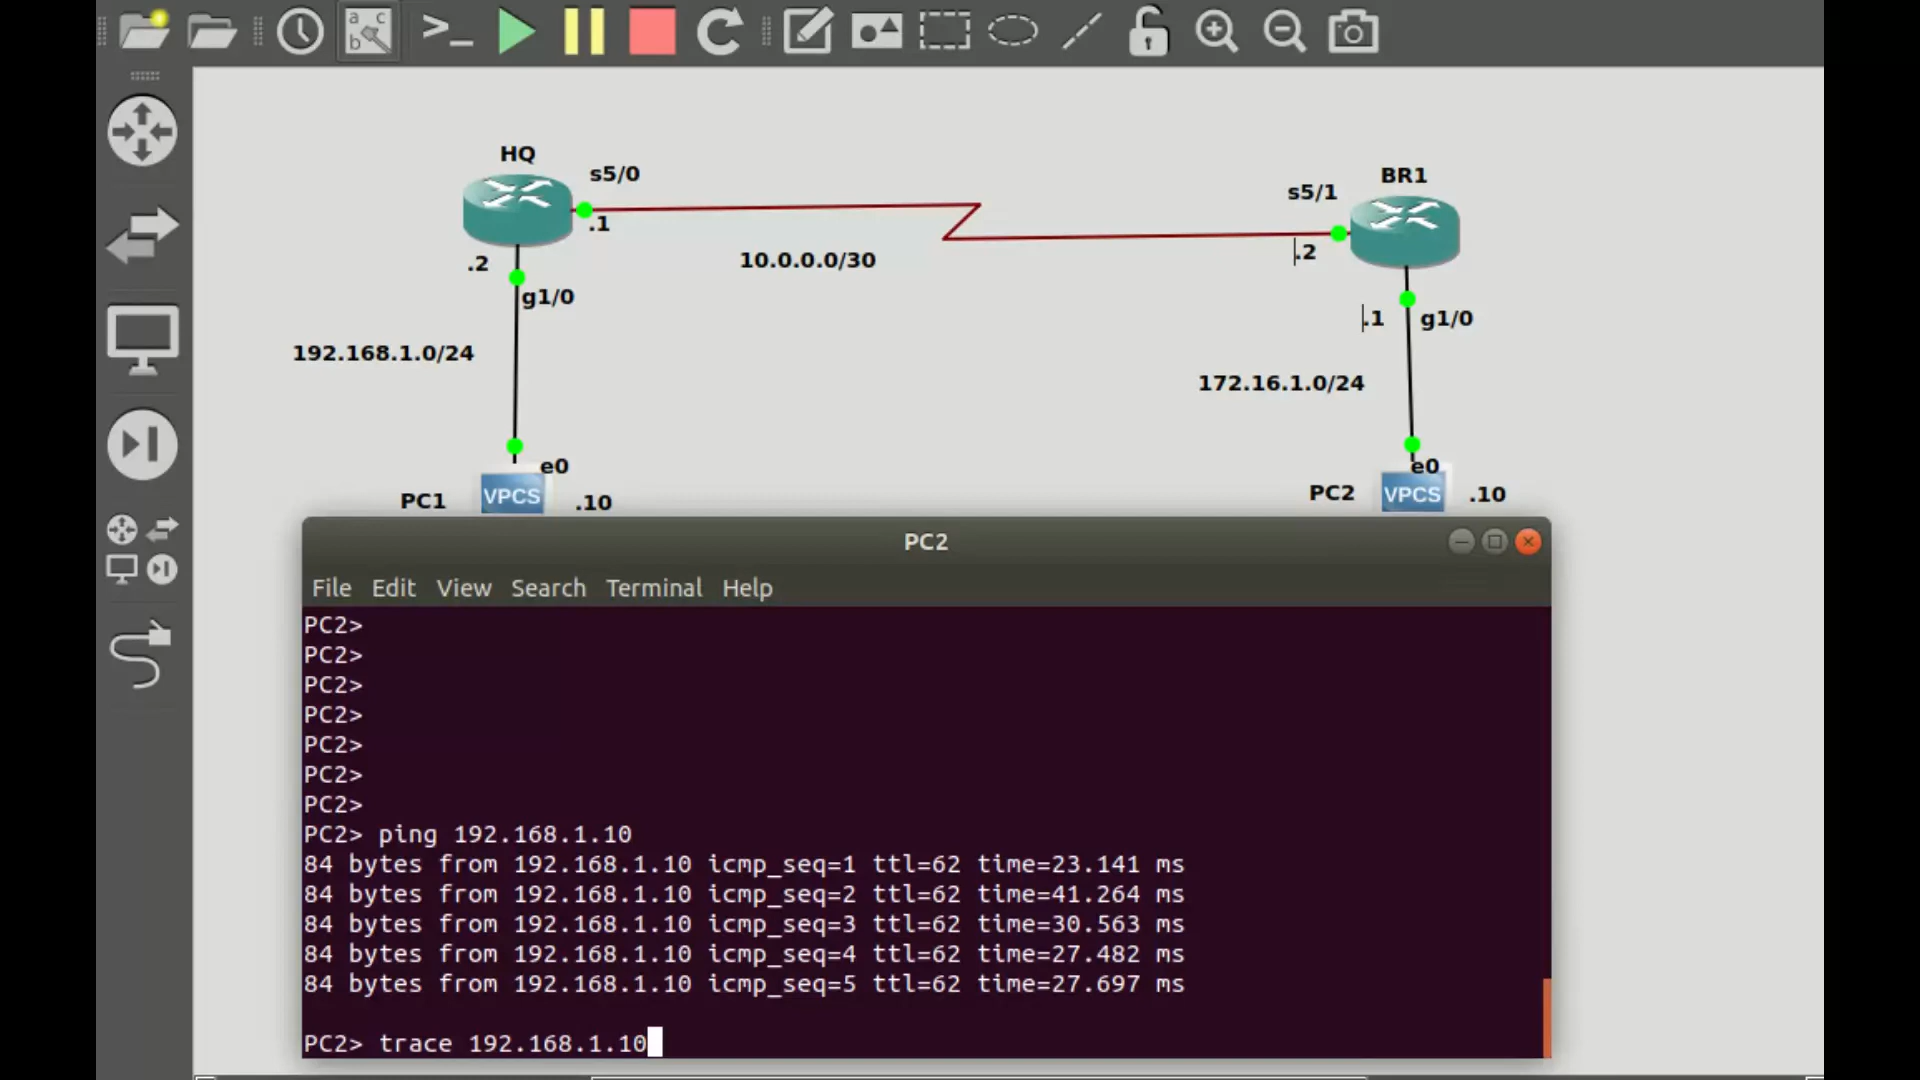 a c
b
>_
HQ
s5/0
BR1
s5/1
.1
.2
.2
10.0.0.0/30
g1/0
.1 g1/0
192.168.1.0/24
172.16.1.0/24
e0
e0
PC1 VPCS .10
PC2 VPCS .10
PC2
File Edit View Search Terminal Help
PC2>
PC2>
PC2>
PC2>
PC2>
PC2>
PC2>
PC2> ping 192.168.1.10
84 bytes from 192.168.1.10 icmp_seq=1 ttl=62 time=23.141 ms
84 bytes from 192.168.1.10 icmp_seq=2 ttl=62 time=41.264 ms
84 bytes from 192.168.1.10 icmp_seq=3 ttl=62 time=30.563 ms
84 bytes from 192.168.1.10 icmp_seq=4 ttl=62 time=27.482 ms
84 bytes from 192.168.1.10 icmp_seq=5 ttl=62 time=27.697 ms
PC2> trace 192.168.1.10